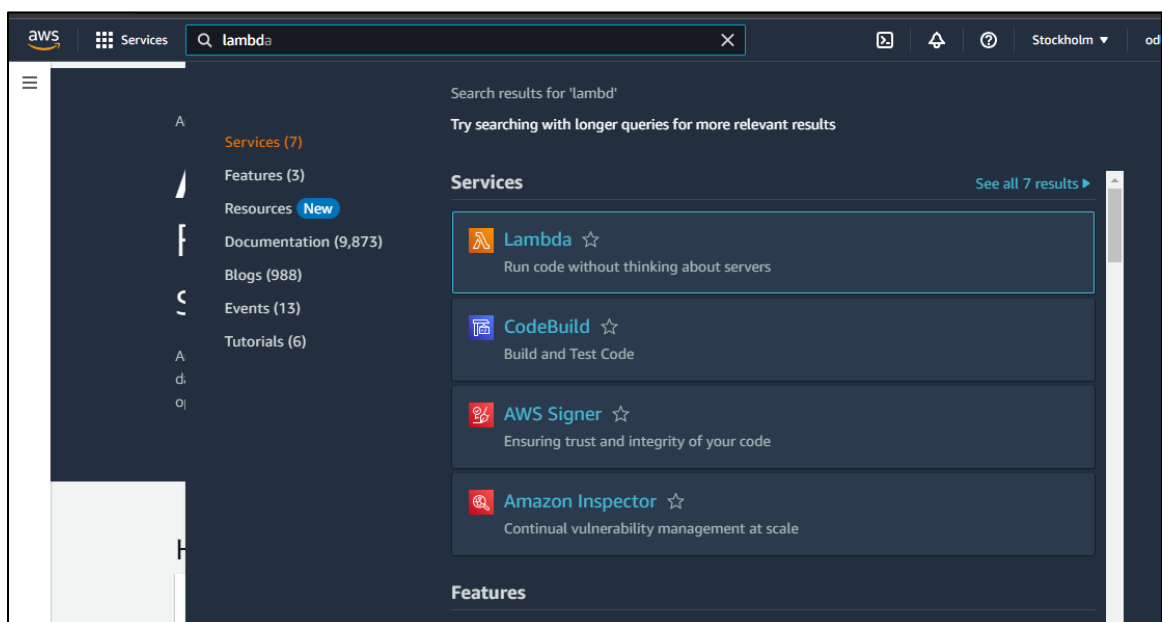 aws
Services
lambda
Stockholm
od
Search results for 'lambd'
Try searching with longer queries for more relevant results
Services (7)
Features (3)
Resources New
Documentation (9,873)
Blogs (988)
Events (13)
Tutorials (6)
Services
See all 7 results
Lambda
Run code without thinking about servers
CodeBuild
Build and Test Code
AWS Signer
Ensuring trust and integrity of your code
Amazon Inspector
Continual vulnerability management at scale
Features